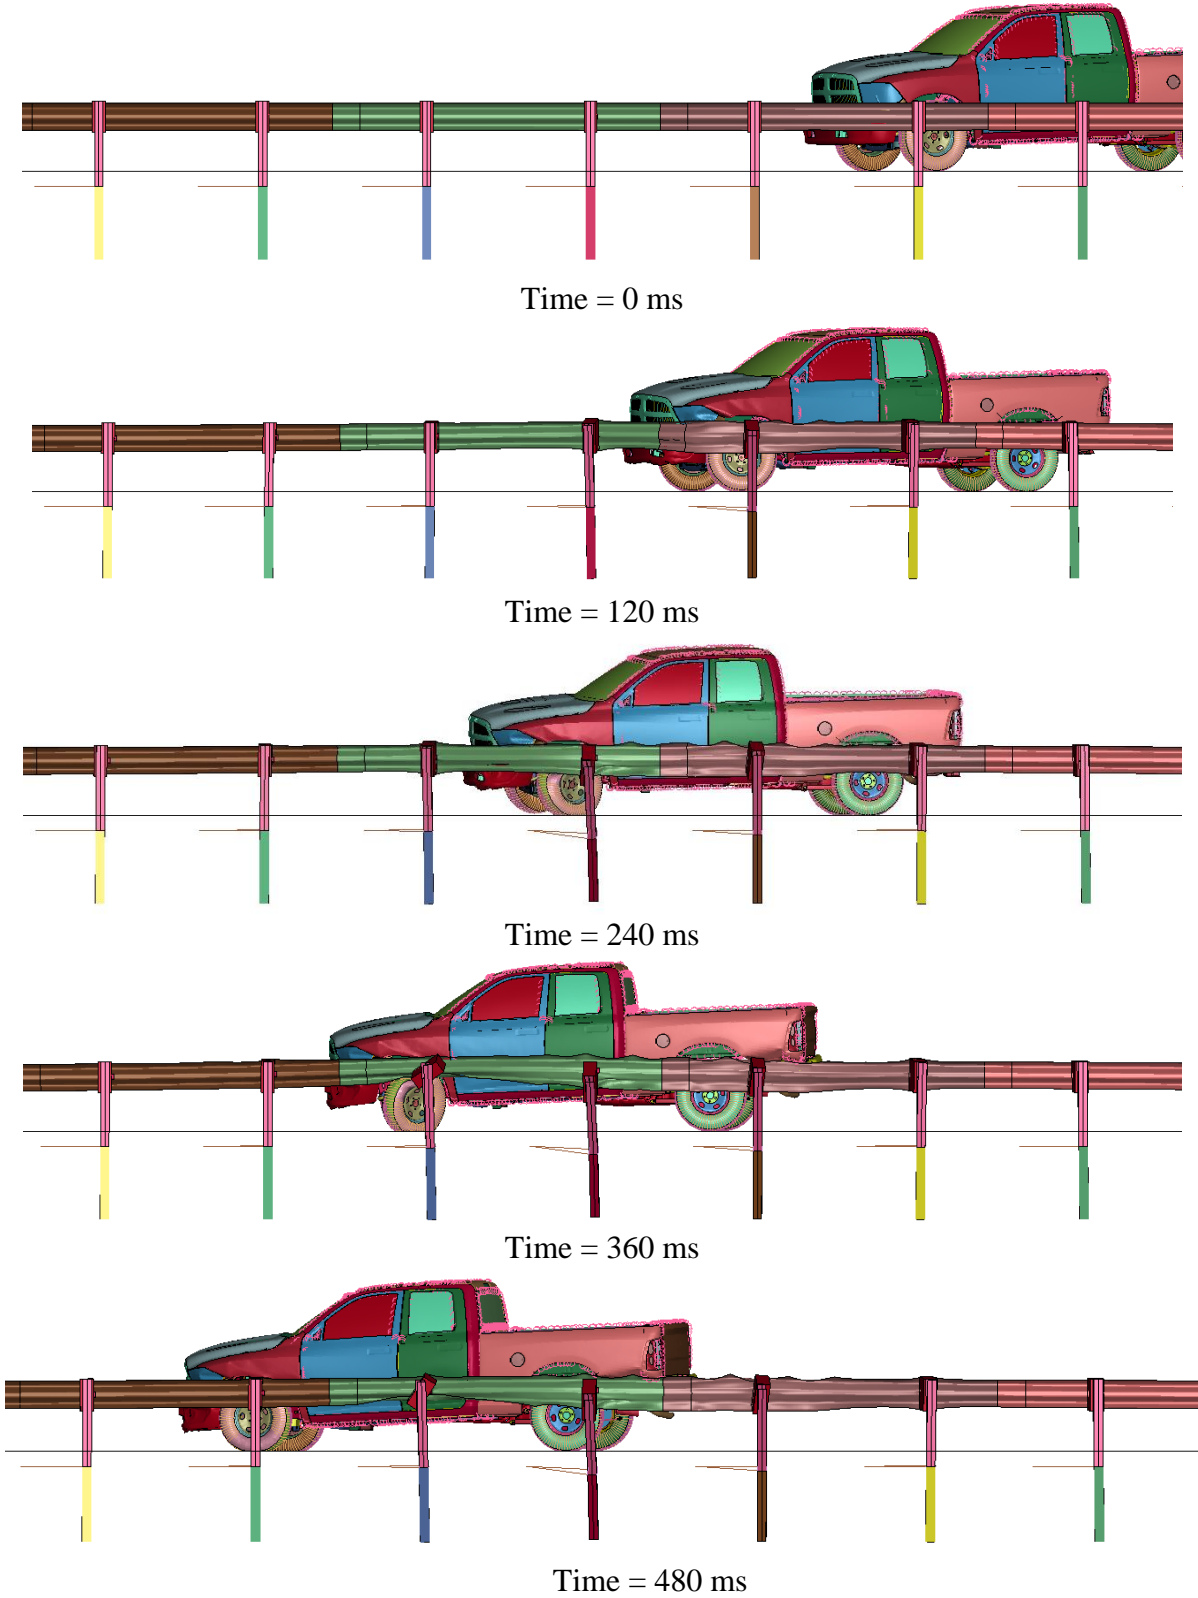 Time = 0 ms
Time = 120 ms
Time = 240 ms
Time = 360 ms
Time = 480 ms